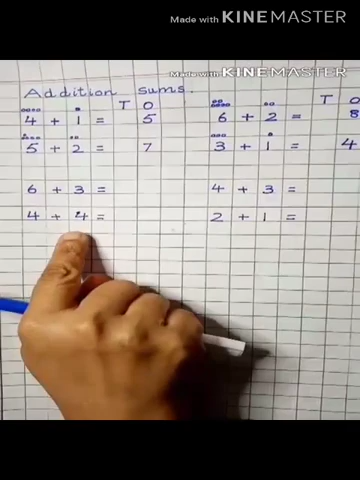 Made with KINEMASTER
Made with KINEMASTER
Addition sums.
T O T O
4 + 1 = 5 6 + 2 = 8
5 + 2 = 7 3 + 1 = 4
6 + 3 = 4 + 3 =
4 + 4 = 2 + 1 =